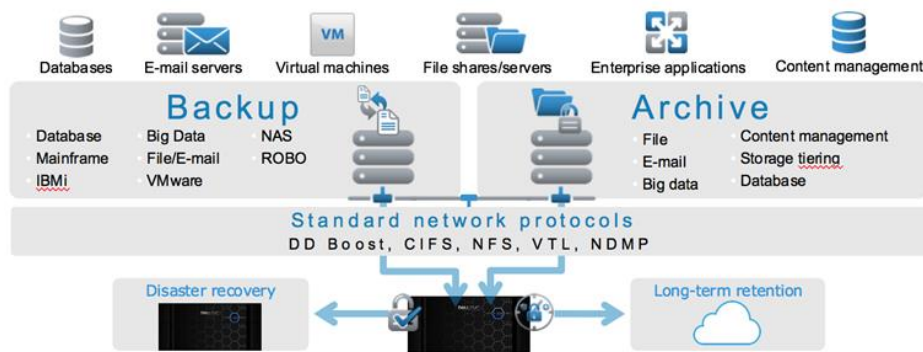 VM
Databases
E-mail servers
Virtual machines
File shares/servers
Enterprise applications
Content management
Backup
Database
Mainframe
IBMi
Big Data
File/E-mail
VMware
NAS
ROBO
Archive
File
E-mail
Big data
Content management
Storage tiering
Database
Standard network protocols
DD Boost, CIFS, NFS, VTL, NDMP
Disaster recovery
Long-term retention